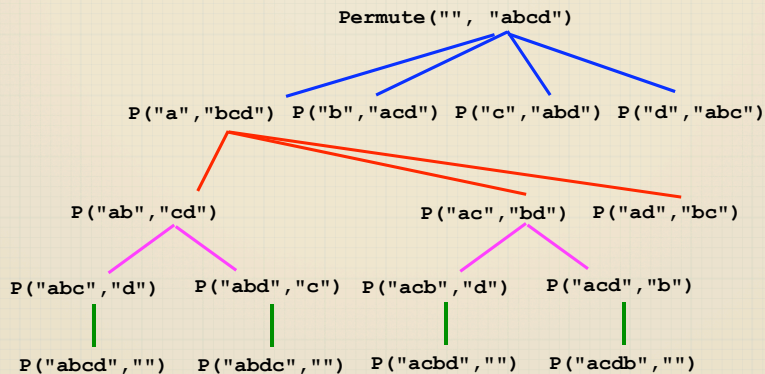 Permute("", "abcd")
P("a","bcd") P("b","acd") P("c","abd") P("d","abc")
P("ab","cd") P("ac","bd") P("ad","bc")
P("abc","d") P("abd","c") P("acb","d") P("acd","b")
P("abcd","") P("abdc","") P("acbd","") P("acdb","")